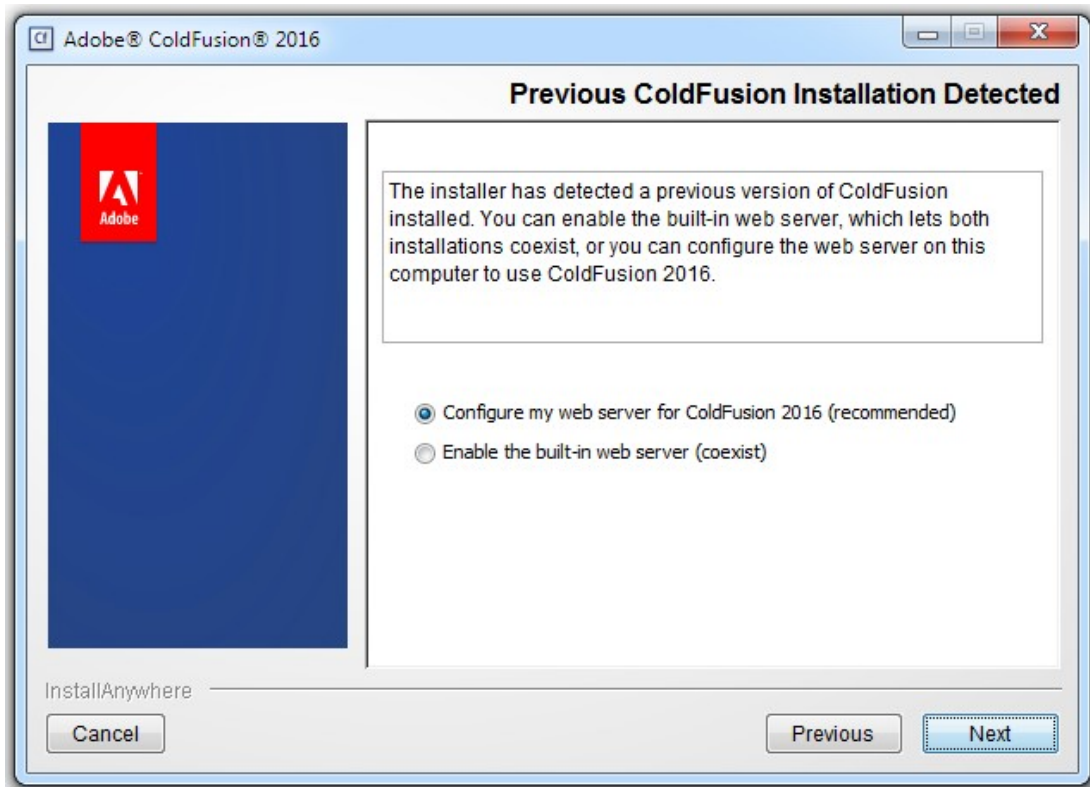 Cf Adobe® ColdFusion® 2016
Previous ColdFusion Installation Detected
Adobe
The installer has detected a previous version of ColdFusion
installed. You can enable the built-in web server, which lets both
installations coexist, or you can configure the web server on this
computer to use ColdFusion 2016.
Configure my web server for ColdFusion 2016 (recommended)
Enable the built-in web server (coexist)
InstallAnywhere
Cancel
Previous
Next